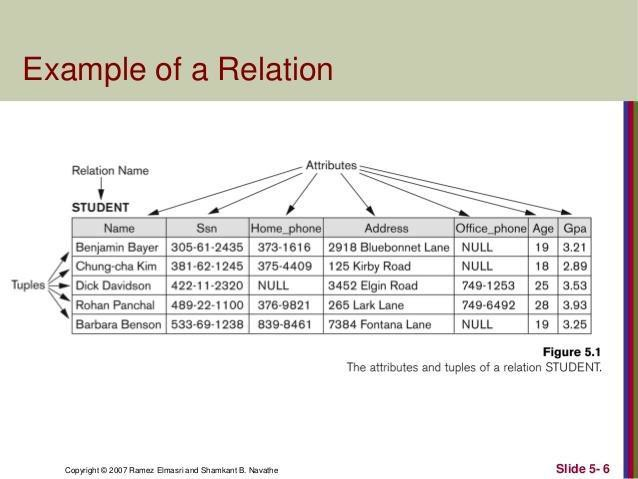 Example of a Relation
Relation Name
Attributes
STUDENT
Name Ssn Home_phone Address Office_phone Age Gpa
Benjamin Bayer 305-61-2435 373-1616 2918 Bluebonnet Lane NULL 19 3.21
Chung-cha Kim 381-62-1245 375-4409 125 Kirby Road NULL 18 2.89
Tuples Dick Davidson 422-11-2320 NULL 3452 Elgin Road 749-1253 25 3.53
Rohan Panchal 489-22-1100 376-9821 265 Lark Lane 749-6492 28 3.93
Barbara Benson 533-69-1238 839-8461 7384 Fontana Lane NULL 19 3.25
Figure 5.1
The attributes and tuples of a relation STUDENT.
Copyright © 2007 Ramez Elmasri and Shamkant B. Navathe Slide 5- 6